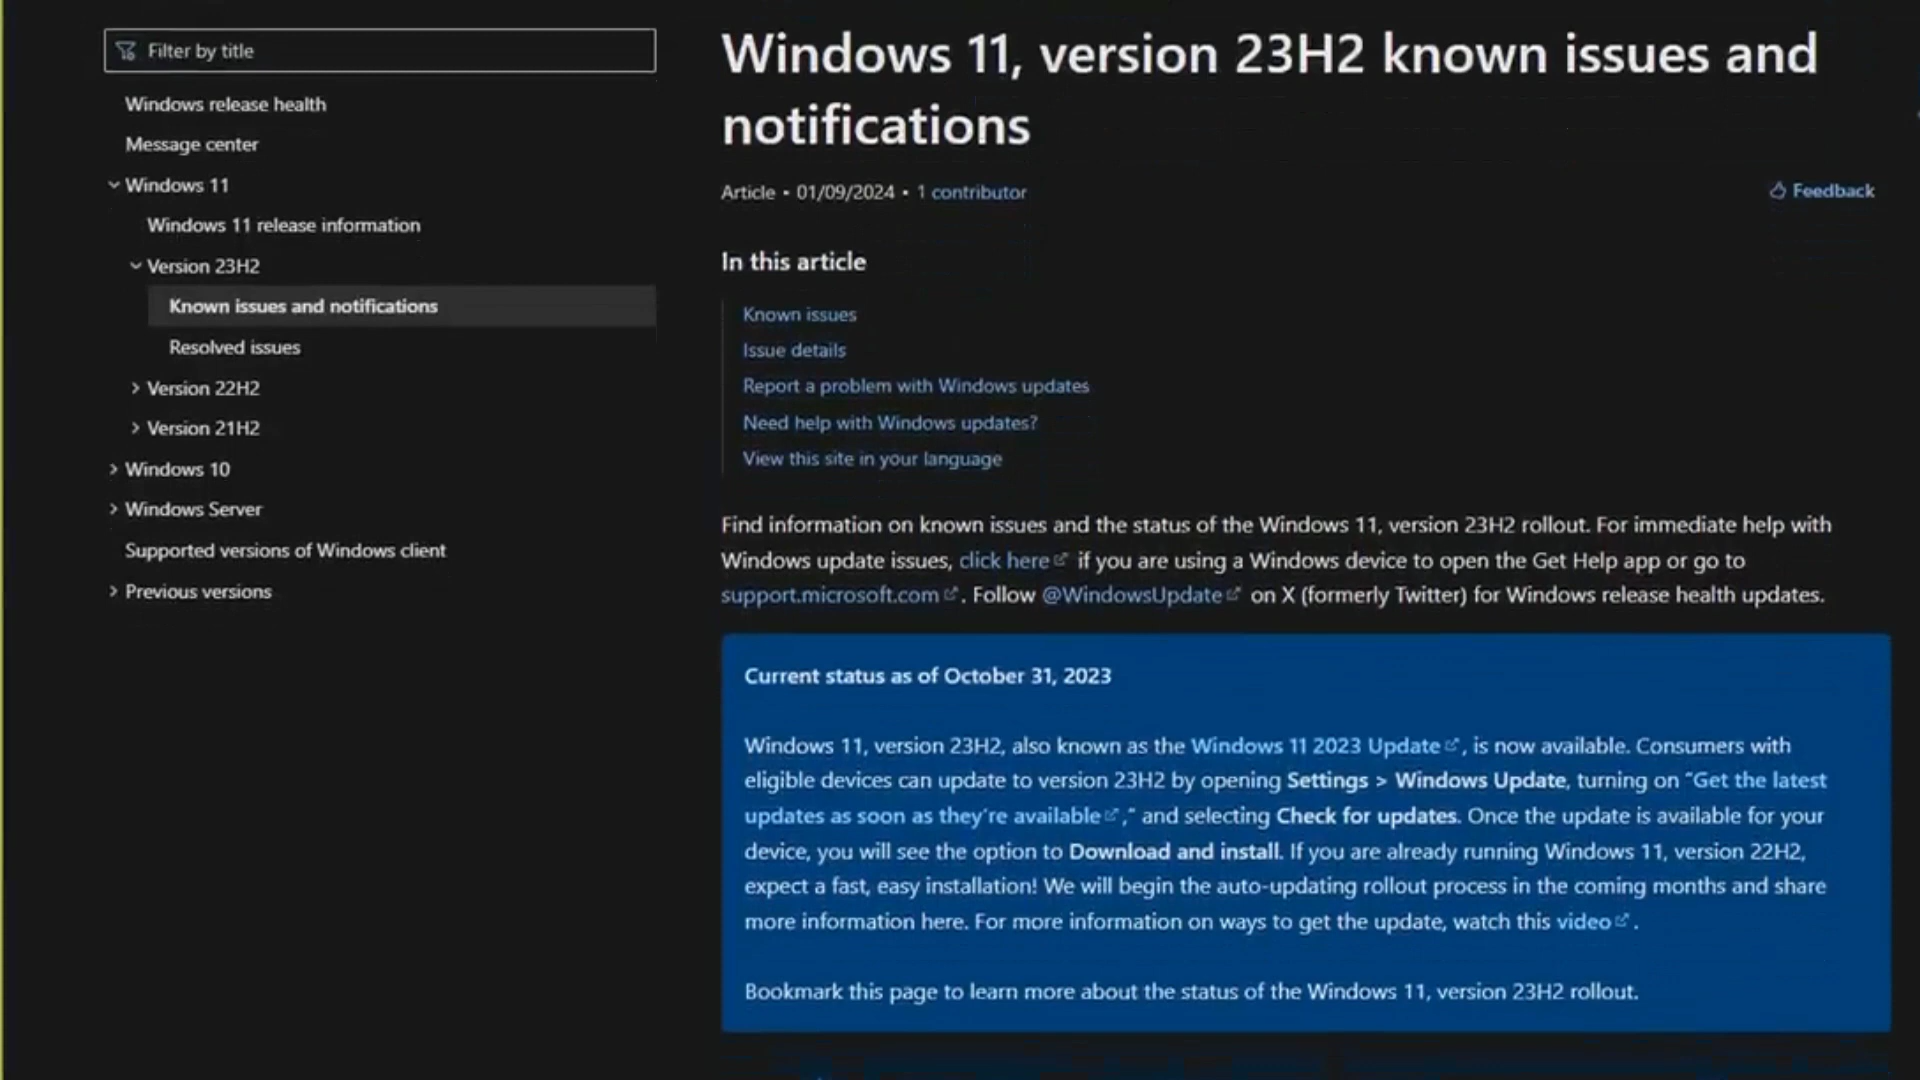 Filter by title
Windows release health
Message center
Windows 11
Windows 11 release information
Version 23H2
Known issues and notifications
Resolved issues
Version 22H2
Version 21H2
Windows 10
Windows Server
Supported versions of Windows client
Previous versions
Windows 11, version 23H2 known issues and
notifications
Article • 01/09/2024 • 1 contributor
Feedback
In this article
Known issues
Issue details
Report a problem with Windows updates
Need help with Windows updates?
View this site in your language
Find information on known issues and the status of the Windows 11, version 23H2 rollout. For immediate help with
Windows update issues, click here if you are using a Windows device to open the Get Help app or go to
support.microsoft.com. Follow @WindowsUpdate on X (formerly Twitter) for Windows release health updates.
Current status as of October 31, 2023
Windows 11, version 23H2, also known as the Windows 11 2023 Update, is now available. Consumers with
eligible devices can update to version 23H2 by opening Settings > Windows Update, turning on “Get the latest
updates as soon as they’re available,” and selecting Check for updates. Once the update is available for your
device, you will see the option to Download and install. If you are already running Windows 11, version 22H2,
expect a fast, easy installation! We will begin the auto-updating rollout process in the coming months and share
more information here. For more information on ways to get the update, watch this video.
Bookmark this page to learn more about the status of the Windows 11, version 23H2 rollout.